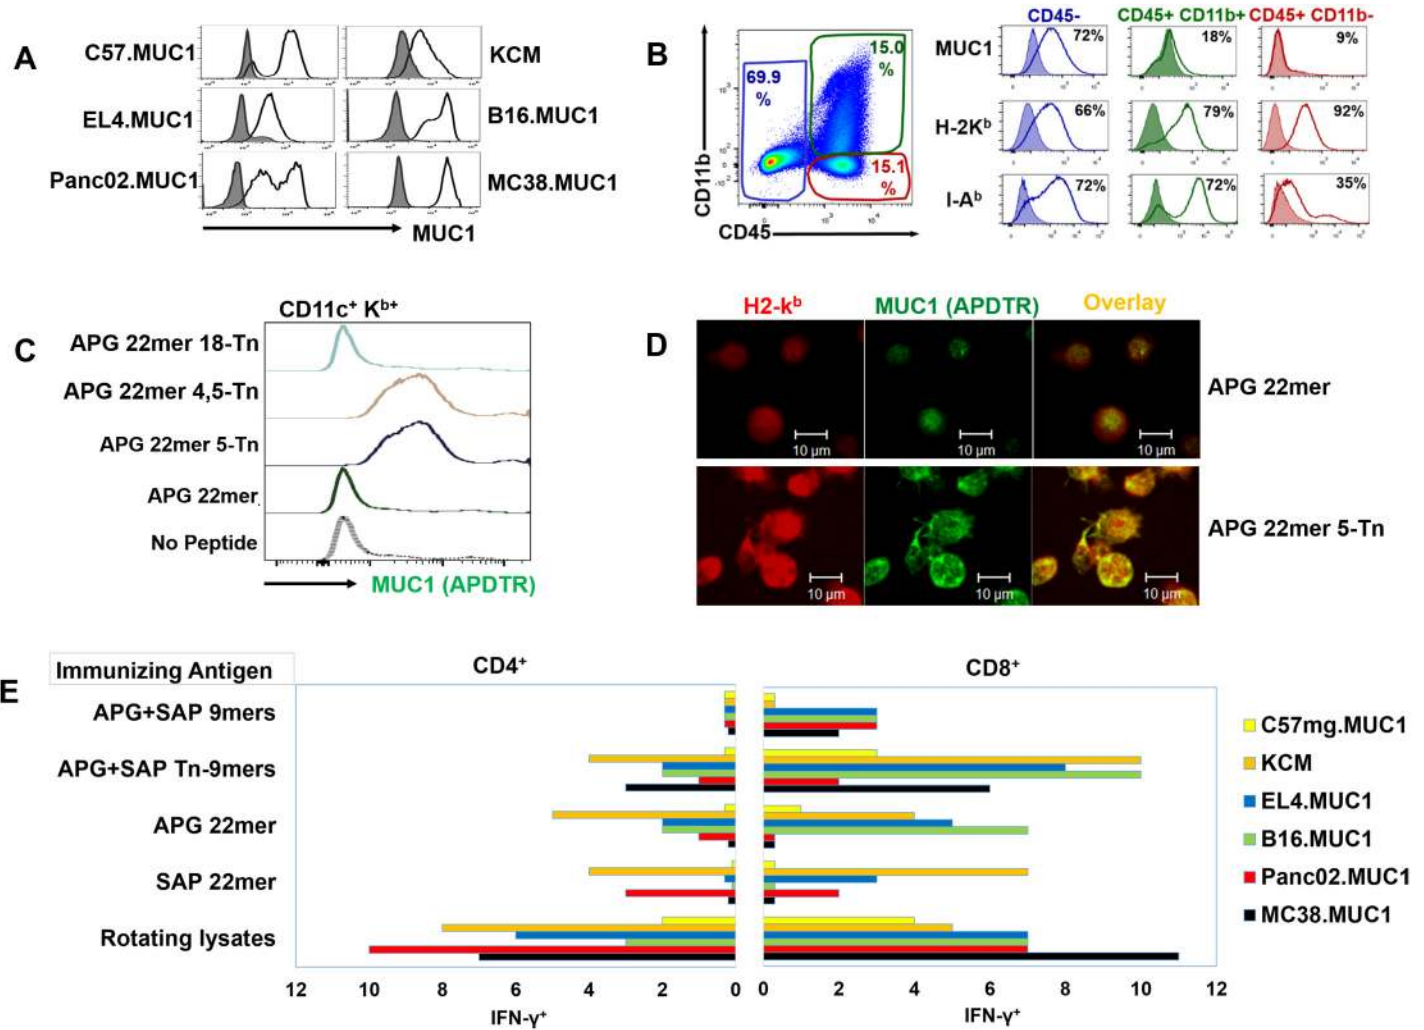 A
C57.MUC1
KCM
EL4.MUC1
B16.MUC1
Panc02.MUC1
MC38.MUC1
MUC1
B
69.9
%
15.0
%
15.1
%
CD11b
CD45
CD45-
CD45+ CD11b+
CD45+ CD11b-
MUC1
72%
18%
9%
H-2Kᵇ
66%
79%
92%
I-Aᵇ
72%
72%
35%
C
CD11c⁺ Kᵇ⁺
APG 22mer 18-Tn
APG 22mer 4,5-Tn
APG 22mer 5-Tn
APG 22mer
No Peptide
MUC1 (APDTR)
D
H2-kᵇ
MUC1 (APDTR)
Overlay
10 µm
10 µm
10 µm
APG 22mer
10 µm
10 µm
10 µm
APG 22mer 5-Tn
E
Immunizing Antigen
CD4⁺
CD8⁺
APG+SAP 9mers
APG+SAP Tn-9mers
APG 22mer
SAP 22mer
Rotating lysates
12 10 8 6 4 2 0
0 2 4 6 8 10 12
IFN-γ⁺
IFN-γ⁺
C57mg.MUC1
KCM
EL4.MUC1
B16.MUC1
Panc02.MUC1
MC38.MUC1